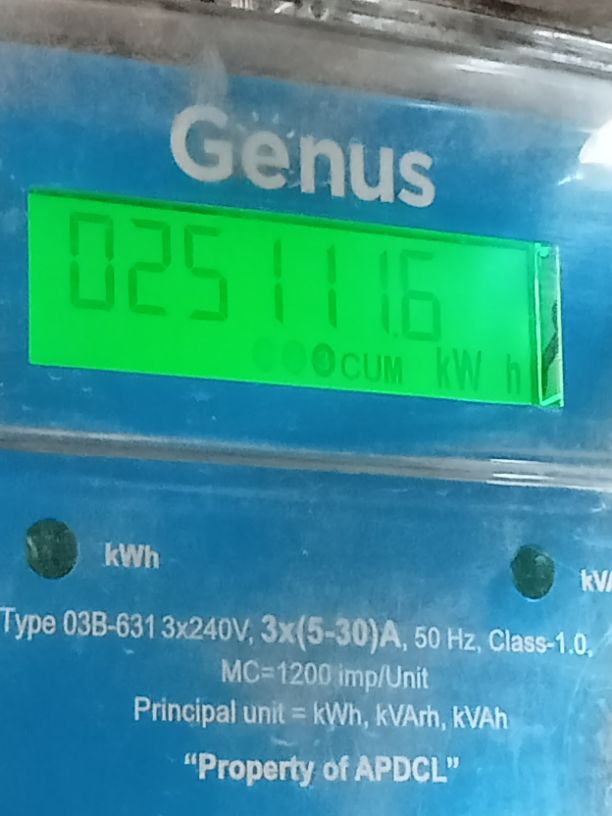 Genus
025111.6
CUM kW h
kWh
Type 03B-631 3x240V, 3x(5-30)A, 50 Hz, Class-1.0,
MC=1200 imp/Unit
Principal unit = kWh, kVArh, kVAh
“Property of APDCL”